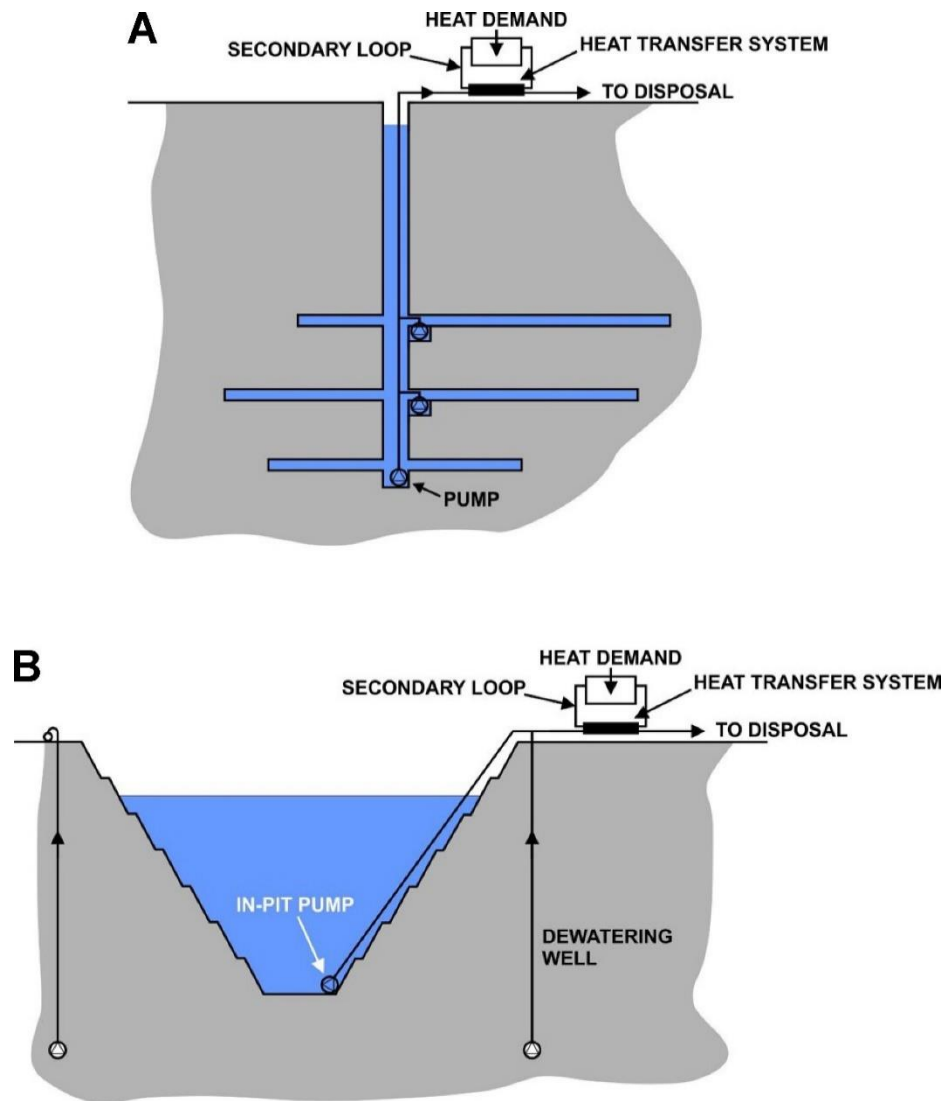 A
HEAT DEMAND
SECONDARY LOOP
HEAT TRANSFER SYSTEM
TO DISPOSAL
PUMP
B
HEAT DEMAND
SECONDARY LOOP
HEAT TRANSFER SYSTEM
TO DISPOSAL
IN-PIT PUMP
DEWATERING
WELL